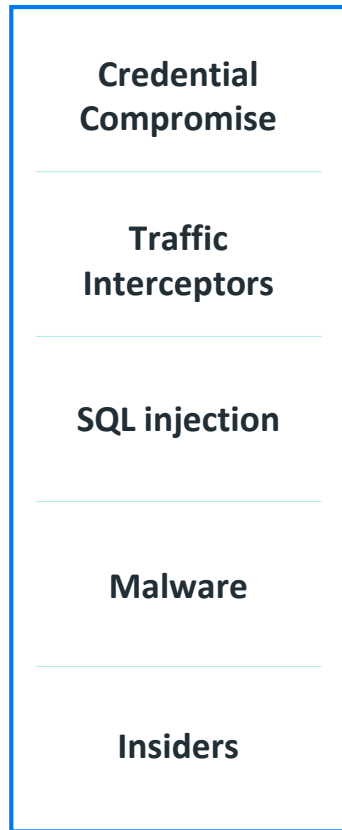 Credential
Compromise
Traffic
Interceptors
SQL injection
Malware
Insiders